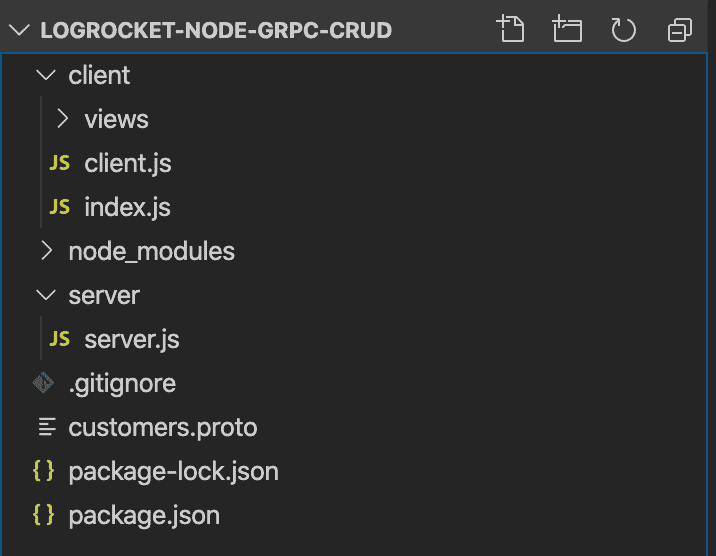 LOGROCKET-NODE-GRPC-CRUD
client
views
JS client.js
JS index.js
node_modules
server
JS server.js
.gitignore
customers.proto
{ } package-lock.json
{ } package.json